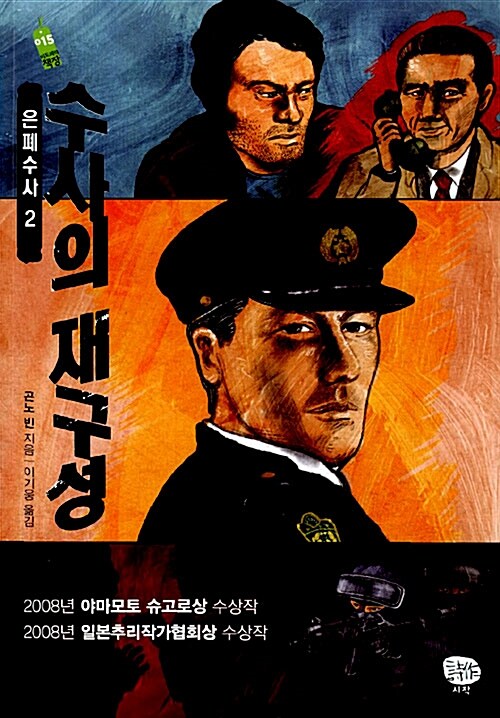 015
은폐수사 2
수사의 재구성
곤노 빈 지음 | 이기웅 옮김
2008년 야마모토 슈고로상 수상작
2008년 일본추리작가협회상 수상작
시작